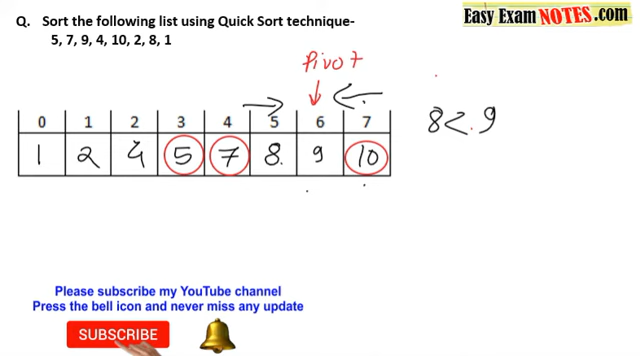 Easy Exam NOTES.com
Q. Sort the following list using Quick Sort technique-
5, 7, 9, 4, 10, 2, 8, 1
Pivot
0 1 2 3 4 5 6 7
8 < 9
1 2 4 5 7 8 9 10
Please subscribe my YouTube channel
Press the bell icon and never miss any update
SUBSCRIBE